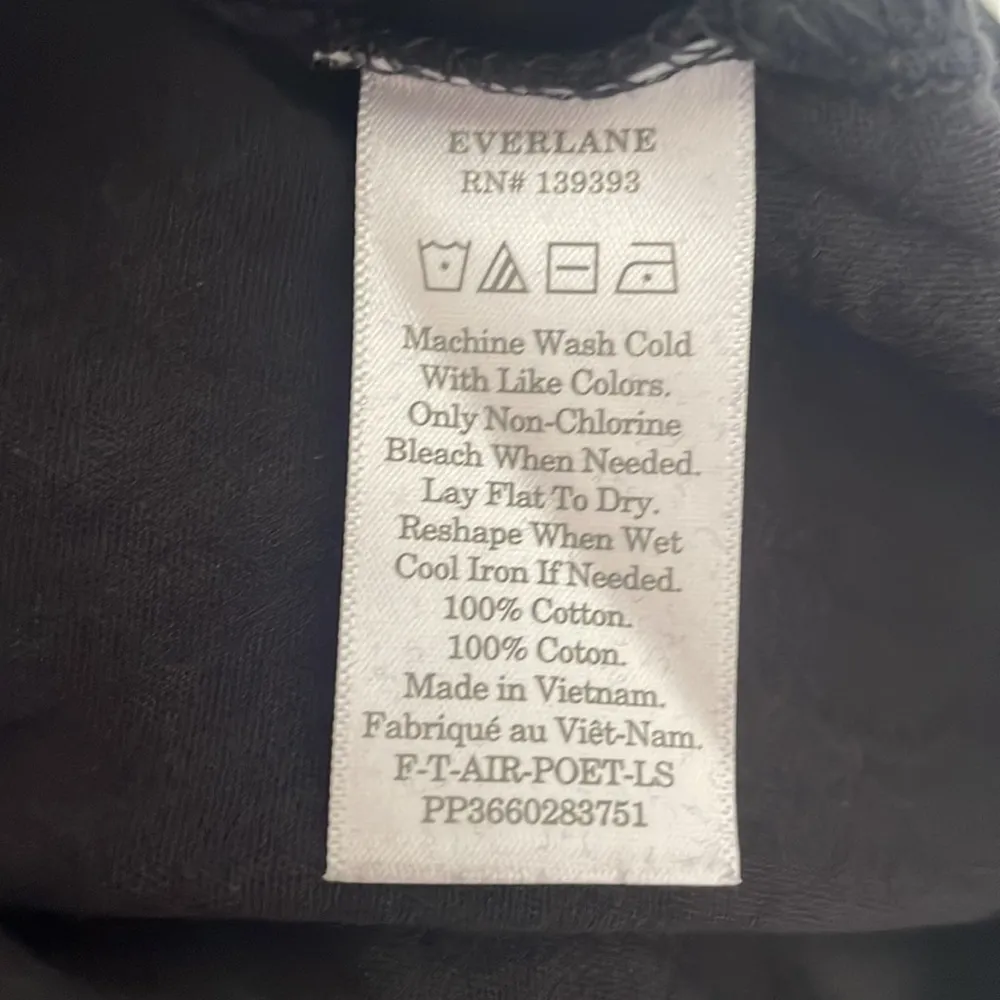 EVERLANE
RN# 139393
Machine Wash Cold
With Like Colors.
Only Non-Chlorine
Bleach When Needed.
Lay Flat To Dry.
Reshape When Wet
Cool Iron If Needed.
100% Cotton.
100% Coton.
Made in Vietnam.
Fabriqué au Viêt-Nam.
F-T-AIR-POET-LS
PP3660283751